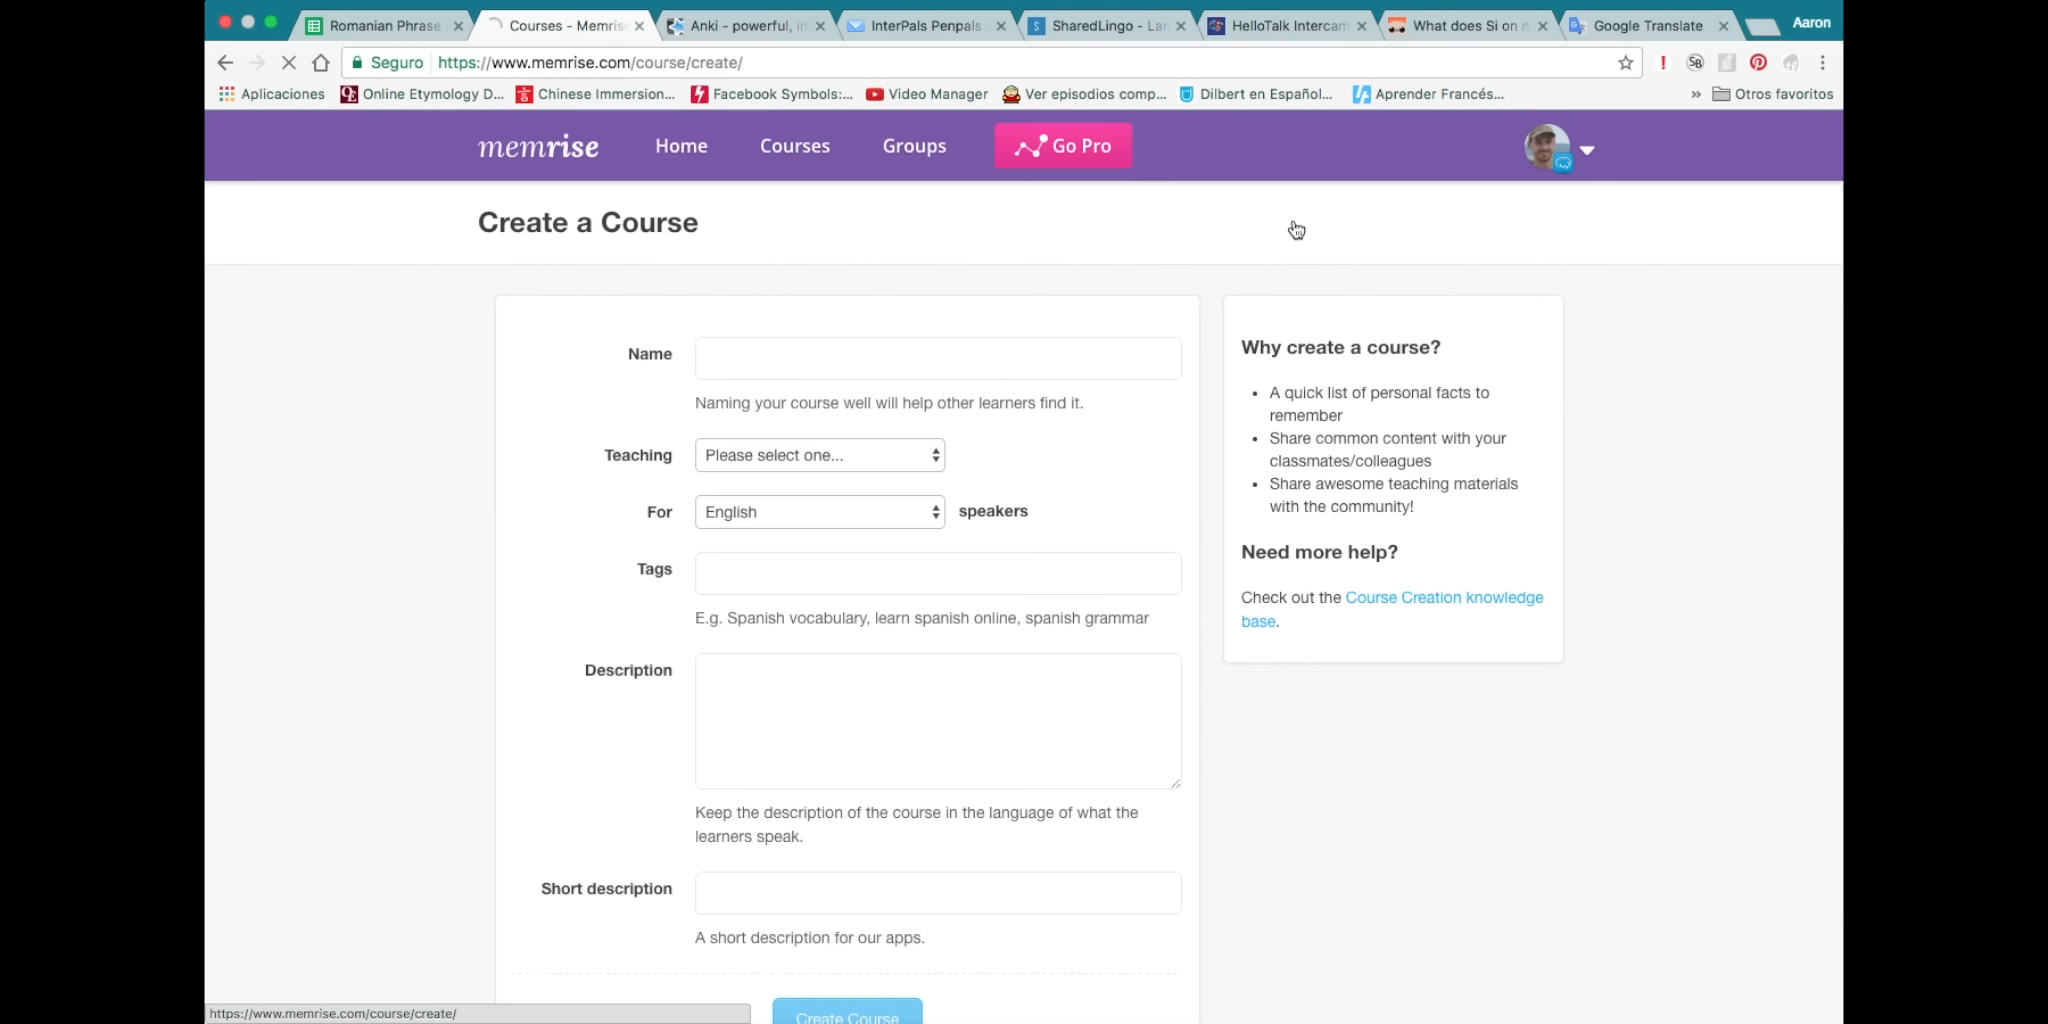 Romanian Phrase
Courses - Memrise
Anki - powerful, in
InterPals Penpals
SharedLingo - Lan
HelloTalk Intercam
What does Si on n
Google Translate
Aaron
Seguro
https://www.memrise.com/course/create/
Aplicaciones
Online Etymology D...
Chinese Immersion...
Facebook Symbols:...
Video Manager
Ver episodios comp...
Dilbert en Español...
Aprender Francés...
»
Otros favoritos
memrise
Home
Courses
Groups
Go Pro
Create a Course
Name
Naming your course well will help other learners find it.
Teaching
Please select one...
For
English
speakers
Tags
E.g. Spanish vocabulary, learn spanish online, spanish grammar
Description
Keep the description of the course in the language of what the
learners speak.
Short description
A short description for our apps.
Create Course
Why create a course?
• A quick list of personal facts to
remember
• Share common content with your
classmates/colleagues
• Share awesome teaching materials
with the community!
Need more help?
Check out the Course Creation knowledge
base.
https://www.memrise.com/course/create/